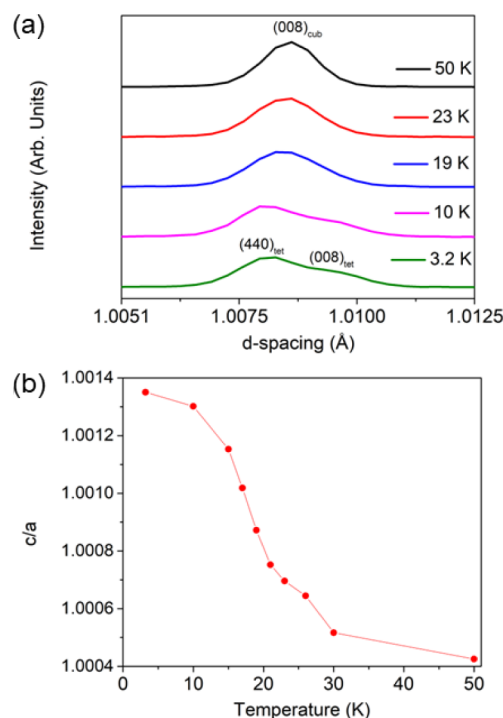 (a)
(008)cub
50 K
23 K
19 K
10 K
(440)tet
(008)tet
3.2 K
Intensity (Arb. Units)
1.0051
1.0075
1.0100
1.0125
d-spacing (Å)
(b)
1.0014
1.0012
1.0010
1.0008
1.0006
1.0004
c/a
0
10
20
30
40
50
Temperature (K)